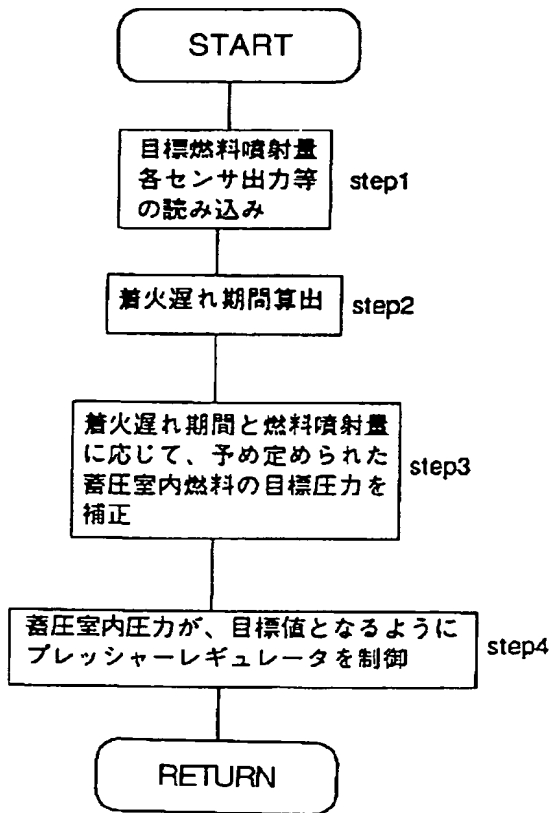 START
目標燃料噴射量
各センサ出力等
の読み込み
step1
着火遅れ期間算出
step2
着火遅れ期間と燃料噴射量
に応じて、予め定められた
蓄圧室内燃料の目標圧力を
補正
step3
蓄圧室内圧力が、目標値となるように
プレッシャーレギュレータを制御
step4
RETURN